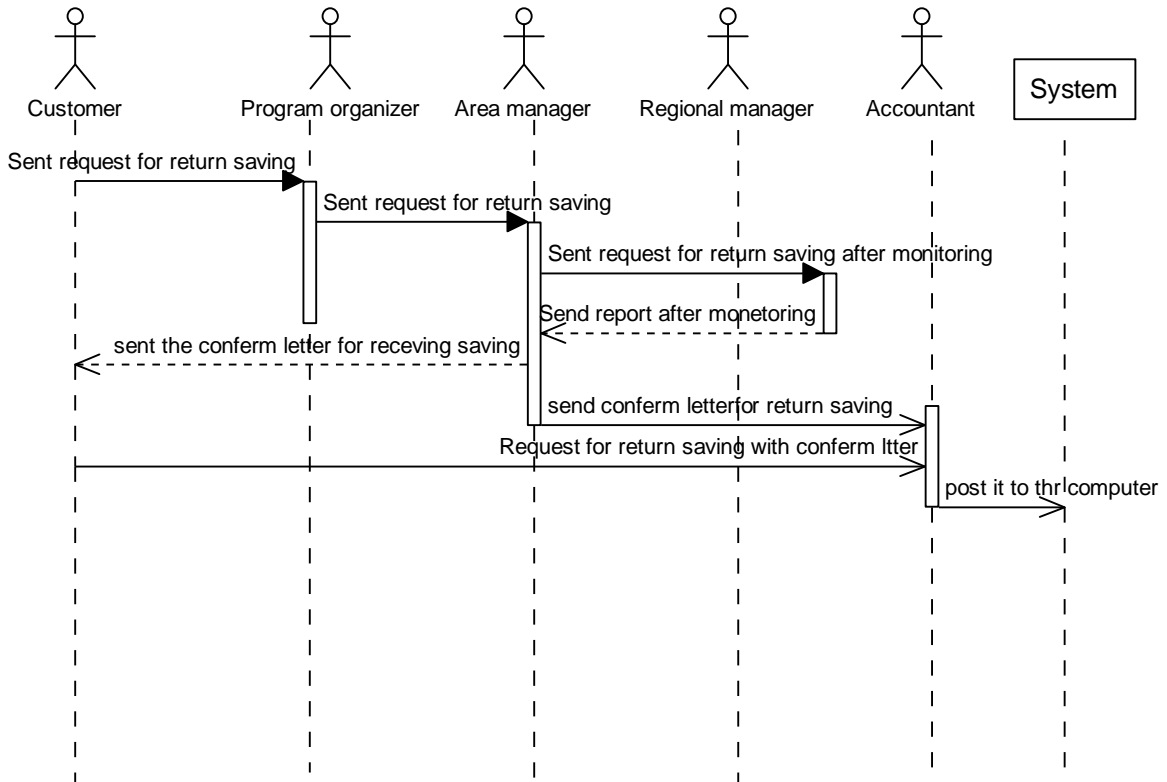 Customer
Program organizer
Area manager
Regional manager
Accountant
System
Sent request for return saving
Sent request for return saving
Sent request for return saving after monitoring
Send report after monetoring
sent the conferm letter for receving saving
send conferm letterfor return saving
Request for return saving with conferm ltter
post it to thr computer